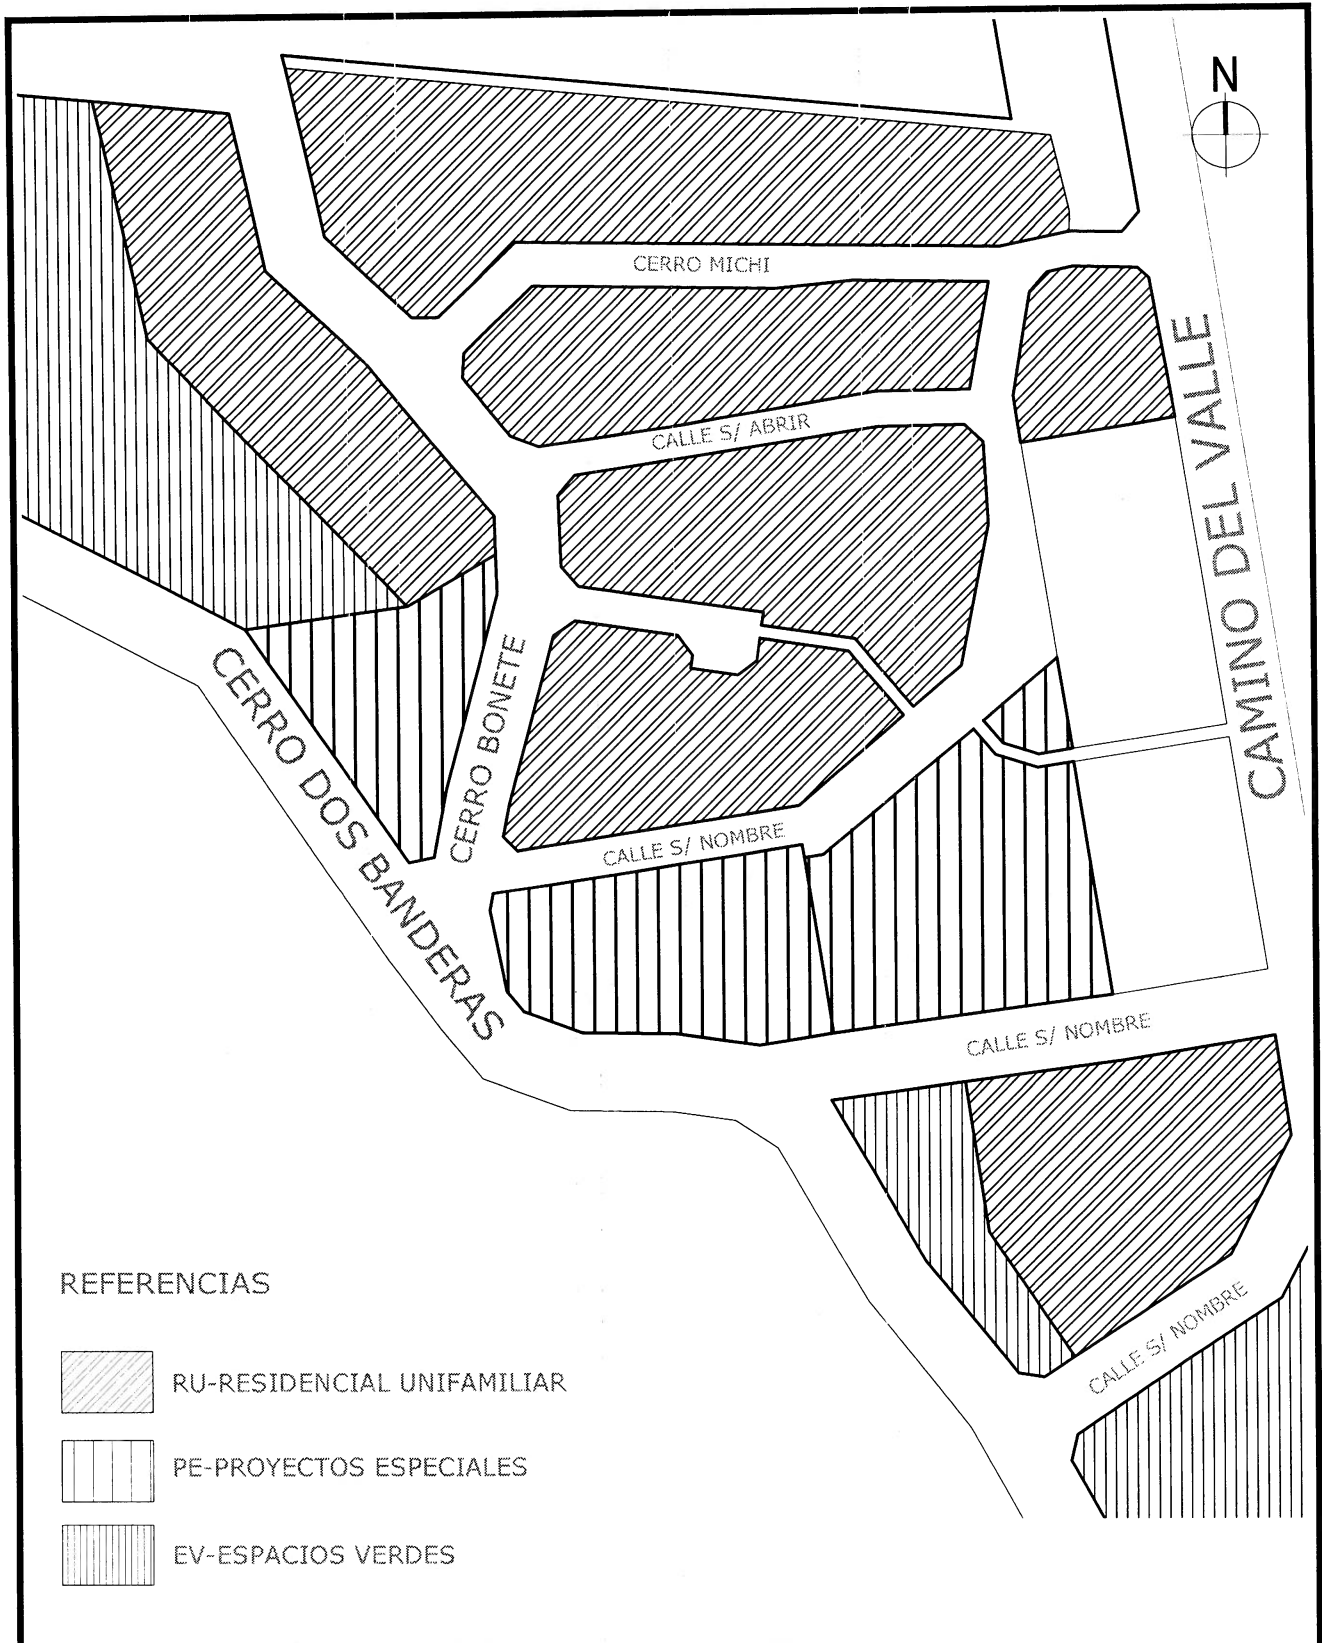 N
CERRO MICHI
CALLE S/ ABRIR
CAMINO DEL VALLE
CERRO BONETE
CERRO DOS BANDERAS
CALLE S/ NOMBRE
CALLE S/ NOMBRE
CALLE S/ NOMBRE
REFERENCIAS
RU-RESIDENCIAL UNIFAMILIAR
PE-PROYECTOS ESPECIALES
EV-ESPACIOS VERDES